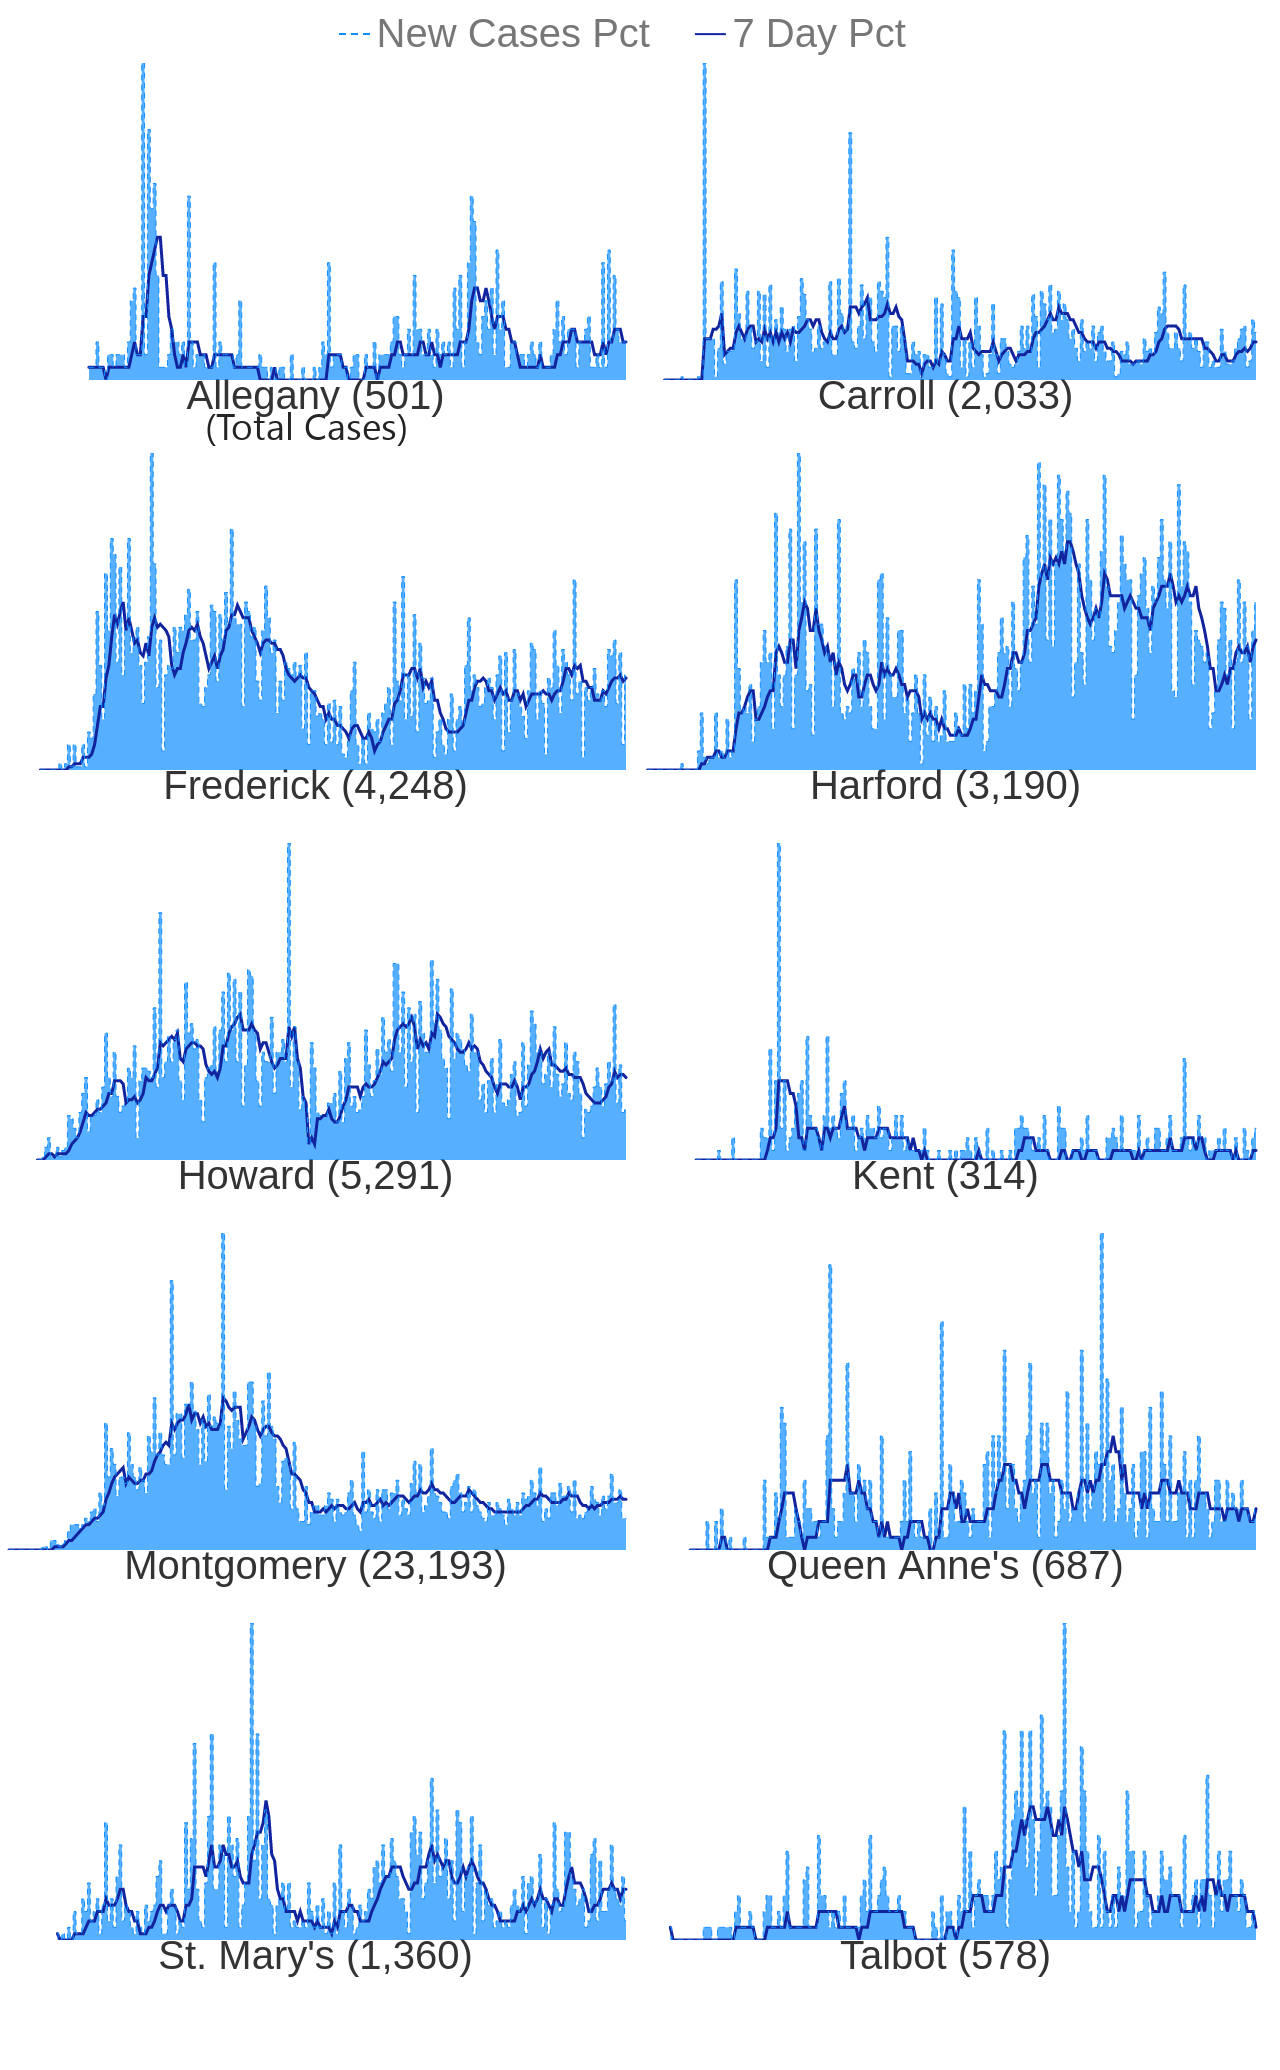 New Cases Pct 7 Day Pct
Allegany (501) Carroll (2,033)
(Total Cases)
Frederick (4,248) Harford (3,190)
Howard (5,291) Kent (314)
Montgomery (23,193) Queen Anne's (687)
St. Mary's (1,360) Talbot (578)